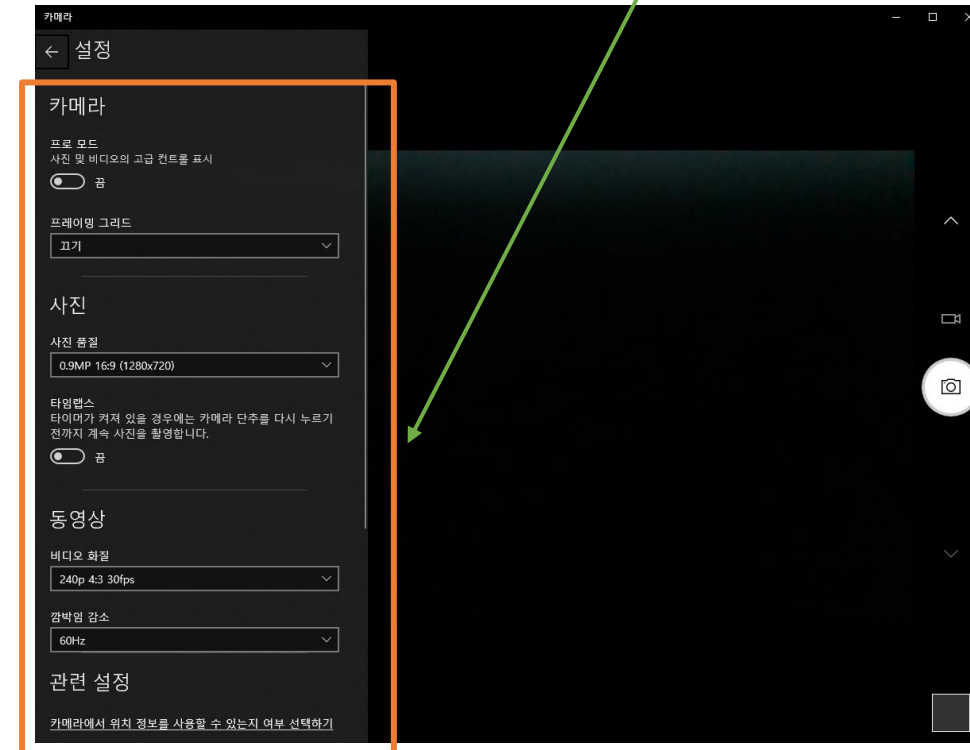 카메라
설정
카메라
프로 모드
사진 및 비디오의 고급 컨트롤 표시
끔
프레이밍 그리드
끄기
사진
사진 품질
0.9MP 16:9 (1280x720)
타임랩스
타이머가 켜져 있을 경우에는 카메라 단추를 다시 누르기
전까지 계속 사진을 촬영합니다.
끔
동영상
비디오 화질
240p 4:3 30fps
깜박임 감소
60Hz
관련 설정
카메라에서 위치 정보를 사용할 수 있는지 여부 선택하기